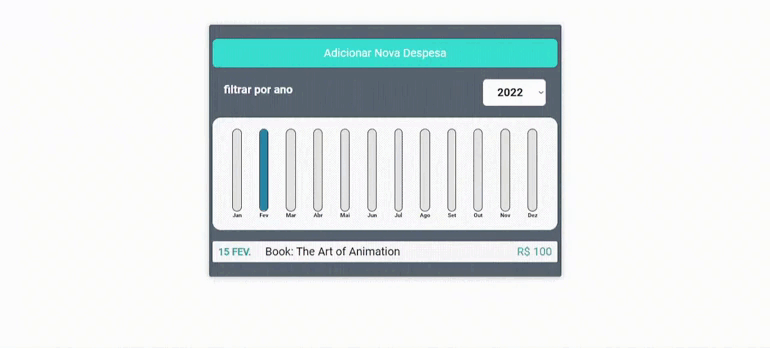 Adicionar Nova Despesa
filtrar por ano
2022
Jan Fev Mar Abr Mai Jun Jul Ago Set Out Nov Dez
15 FEV. Book: The Art of Animation R$ 100